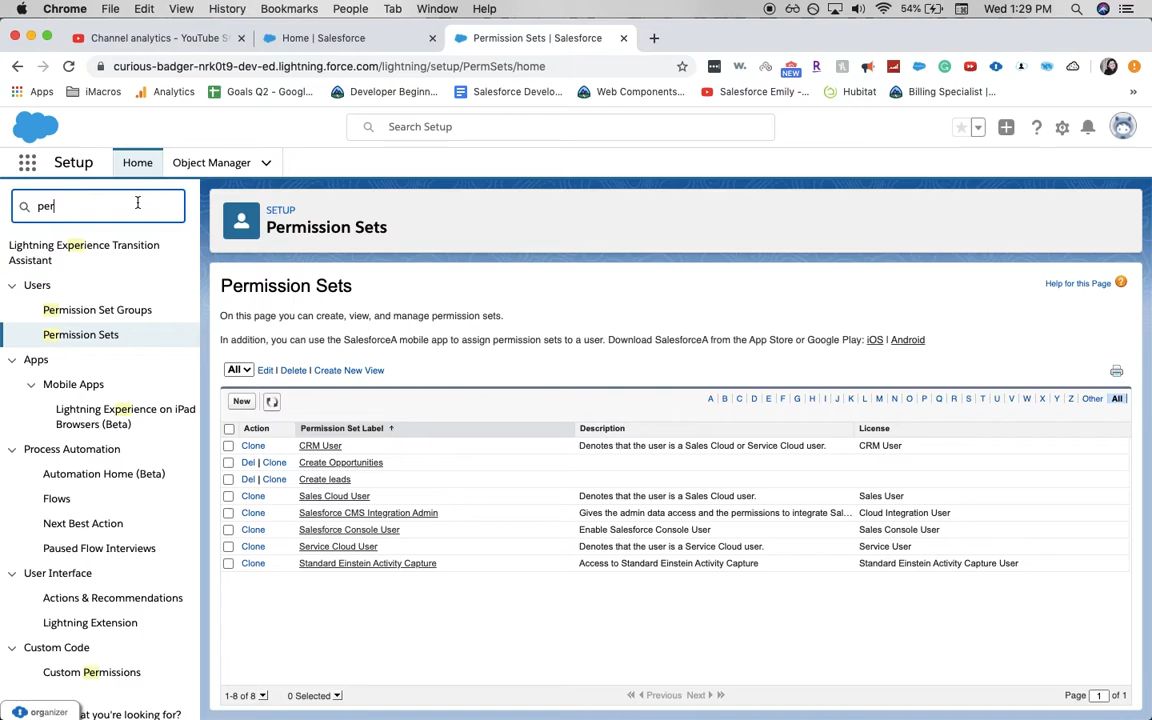 Chrome File Edit View History Bookmarks People Tab Window Help 54% Wed 1:29 PM
Channel analytics - YouTube S Home | Salesforce Permission Sets | Salesforce
curious-badger-nrk0t9-dev-ed.lightning.force.com/lightning/setup/PermSets/home
NEW
Apps iMacros Analytics Goals Q2 - Googl... Developer Beginn... Salesforce Develo... Web Components... Salesforce Emily -... Hubitat Billing Specialist |... »
Search Setup
Setup Home Object Manager
per
SETUP
Permission Sets
Lightning Experience Transition
Assistant
Users
Permission Set Groups
Permission Sets
Apps
Mobile Apps
Lightning Experience on iPad
Browsers (Beta)
Process Automation
Automation Home (Beta)
Flows
Next Best Action
Paused Flow Interviews
User Interface
Actions & Recommendations
Lightning Extension
Custom Code
Custom Permissions
at you're looking for?
organizer
Permission Sets
Help for this Page ?
On this page you can create, view, and manage permission sets.
In addition, you can use the SalesforceA mobile app to assign permission sets to a user. Download SalesforceA from the App Store or Google Play: iOS | Android
All Edit | Delete | Create New View
New A B C D E F G H I J K L M N O P Q R S T U V W X Y Z Other All
Action Permission Set Label ↑ Description License
Clone CRM User Denotes that the user is a Sales Cloud or Service Cloud user. CRM User
Del | Clone Create Opportunities
Del | Clone Create leads
Clone Sales Cloud User Denotes that the user is a Sales Cloud user. Sales User
Clone Salesforce CMS Integration Admin Gives the admin data access and the permissions to integrate Sal... Cloud Integration User
Clone Salesforce Console User Enable Salesforce Console User Sales Console User
Clone Service Cloud User Denotes that the user is a Service Cloud user. Service User
Clone Standard Einstein Activity Capture Access to Standard Einstein Activity Capture Standard Einstein Activity Capture User
1-8 of 8 0 Selected Previous Next Page 1 of 1